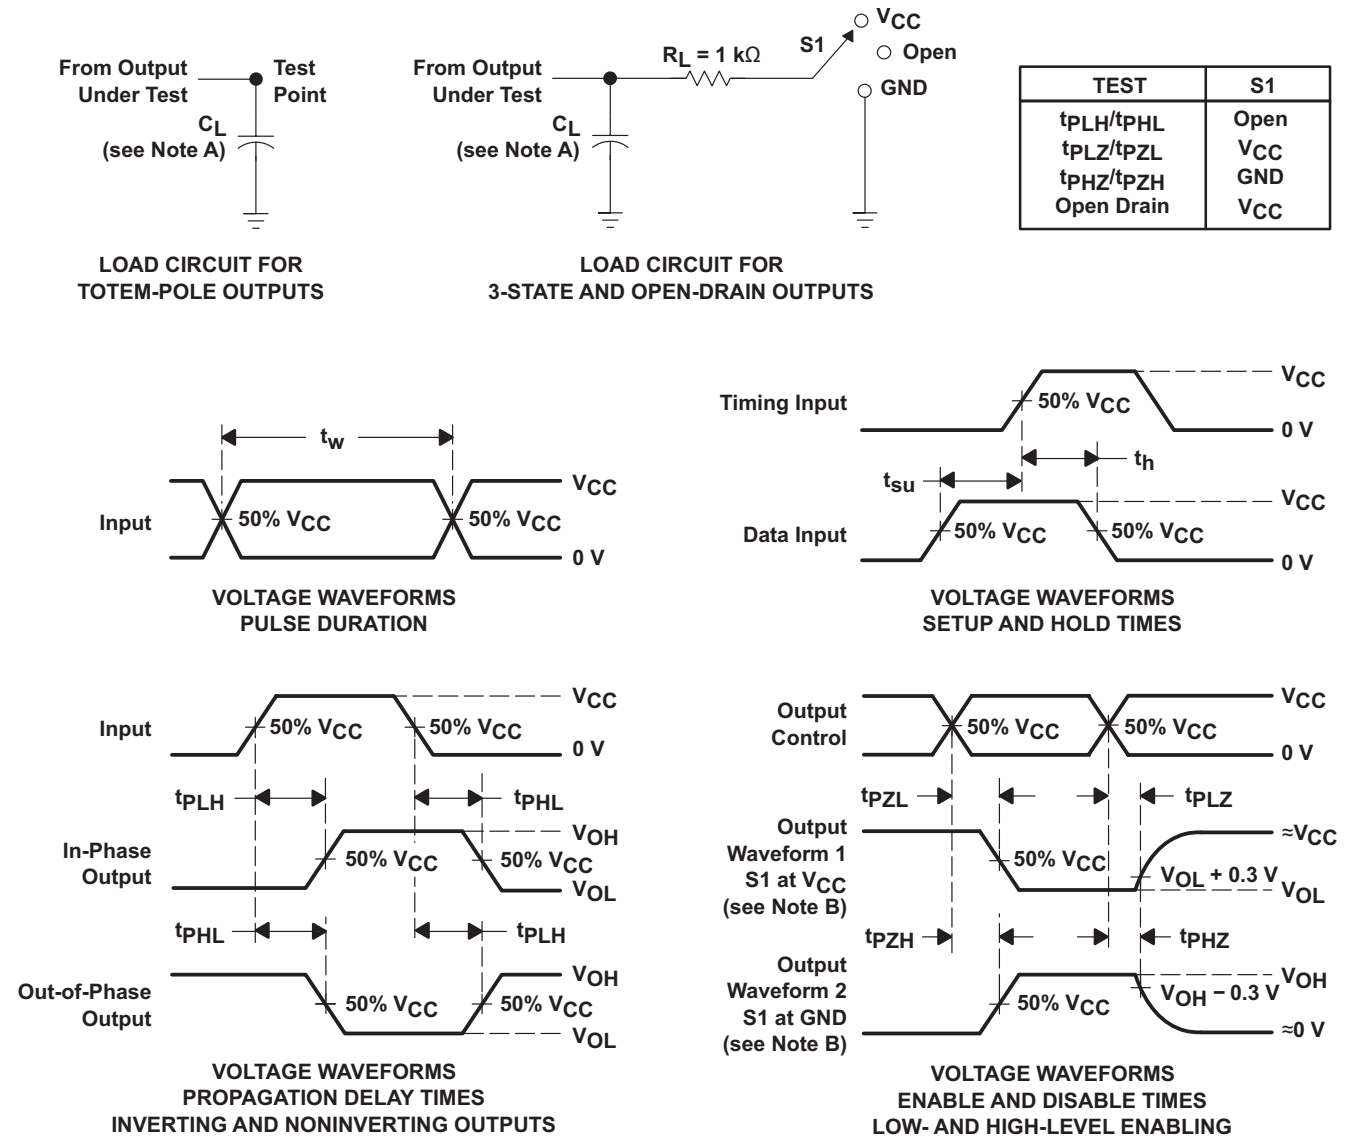 From Output
Under Test
Test
Point
CL
(see Note A)
LOAD CIRCUIT FOR
TOTEM-POLE OUTPUTS
From Output
Under Test
CL
(see Note A)
RL = 1 kΩ
S1
VCC
Open
GND
LOAD CIRCUIT FOR
3-STATE AND OPEN-DRAIN OUTPUTS
TEST S1
tPLH/tPHL Open
tPLZ/tPZL VCC
tPHZ/tPZH GND
Open Drain VCC
tw
Input
50% VCC
50% VCC
VCC
0 V
VOLTAGE WAVEFORMS
PULSE DURATION
Timing Input
50% VCC
VCC
0 V
th
tsu
Data Input
50% VCC
50% VCC
VCC
0 V
VOLTAGE WAVEFORMS
SETUP AND HOLD TIMES
Input
50% VCC
50% VCC
VCC
0 V
tPLH
tPHL
In-Phase
Output
50% VCC
50% VCC
VOH
VOL
tPHL
tPLH
Out-of-Phase
Output
50% VCC
50% VCC
VOH
VOL
VOLTAGE WAVEFORMS
PROPAGATION DELAY TIMES
INVERTING AND NONINVERTING OUTPUTS
Output
Control
50% VCC
50% VCC
VCC
0 V
tPZL
tPLZ
Output
Waveform 1
S1 at VCC
(see Note B)
50% VCC
≈VCC
VOL + 0.3 V
VOL
tPZH
tPHZ
Output
Waveform 2
S1 at GND
(see Note B)
50% VCC
VOH
VOH − 0.3 V
≈0 V
VOLTAGE WAVEFORMS
ENABLE AND DISABLE TIMES
LOW- AND HIGH-LEVEL ENABLING